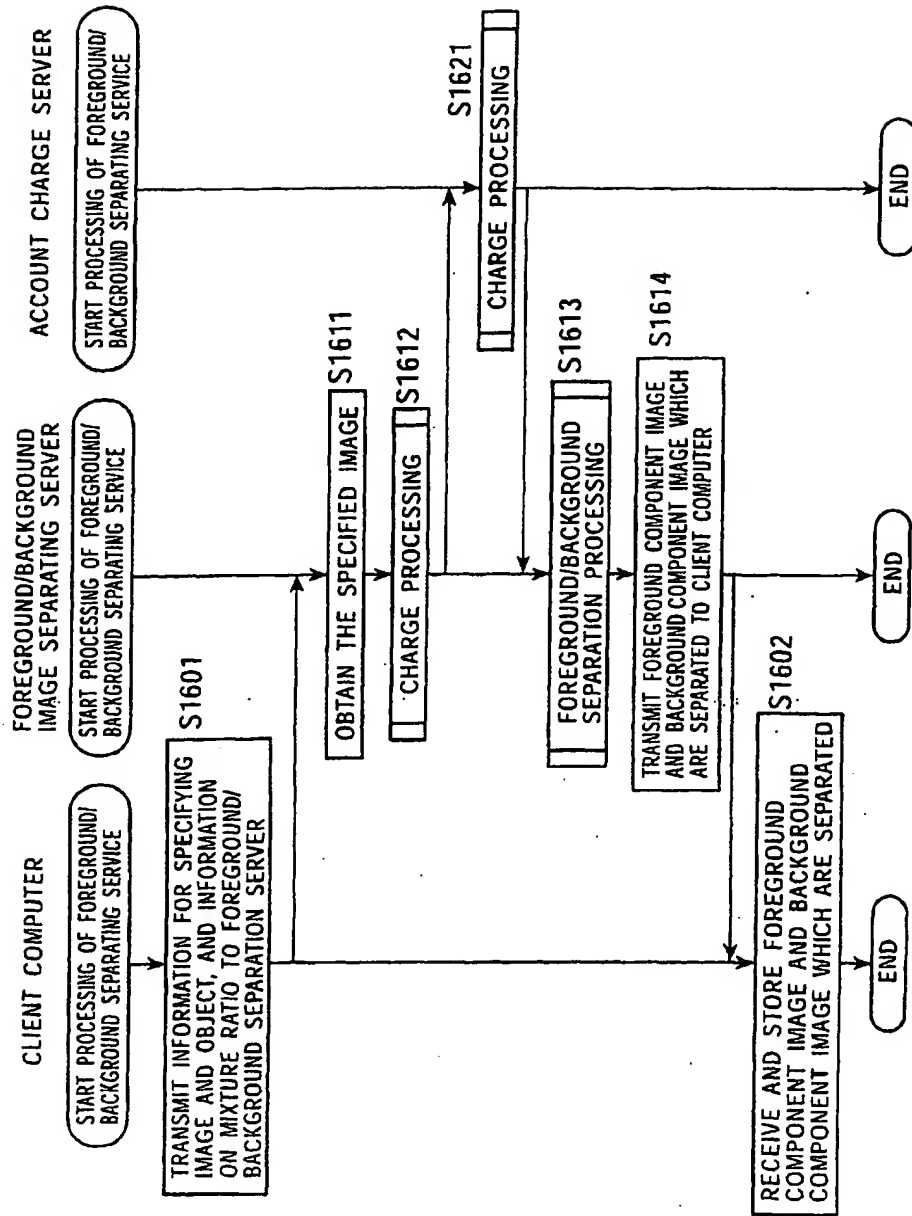 CLIENT COMPUTER
START PROCESSING OF FOREGROUND/
BACKGROUND SEPARATING SERVICE
S1601
TRANSMIT INFORMATION FOR SPECIFYING
IMAGE AND OBJECT, AND INFORMATION
ON MIXTURE RATIO TO FOREGROUND/
BACKGROUND SEPARATION SERVER
RECEIVE AND STORE FOREGROUND
COMPONENT IMAGE AND BACKGROUND
COMPONENT IMAGE WHICH ARE SEPARATED
S1602
END
FOREGROUND/BACKGROUND
IMAGE SEPARATING SERVER
START PROCESSING OF FOREGROUND/
BACKGROUND SEPARATING SERVICE
OBTAIN THE SPECIFIED IMAGE
S1611
CHARGE PROCESSING
S1612
FOREGROUND/BACKGROUND
SEPARATION PROCESSING
S1613
TRANSMIT FOREGROUND COMPONENT IMAGE
AND BACKGROUND COMPONENT IMAGE WHICH
ARE SEPARATED TO CLIENT COMPUTER
S1614
END
ACCOUNT CHARGE SERVER
START PROCESSING OF FOREGROUND/
BACKGROUND SEPARATING SERVICE
S1621
CHARGE PROCESSING
END